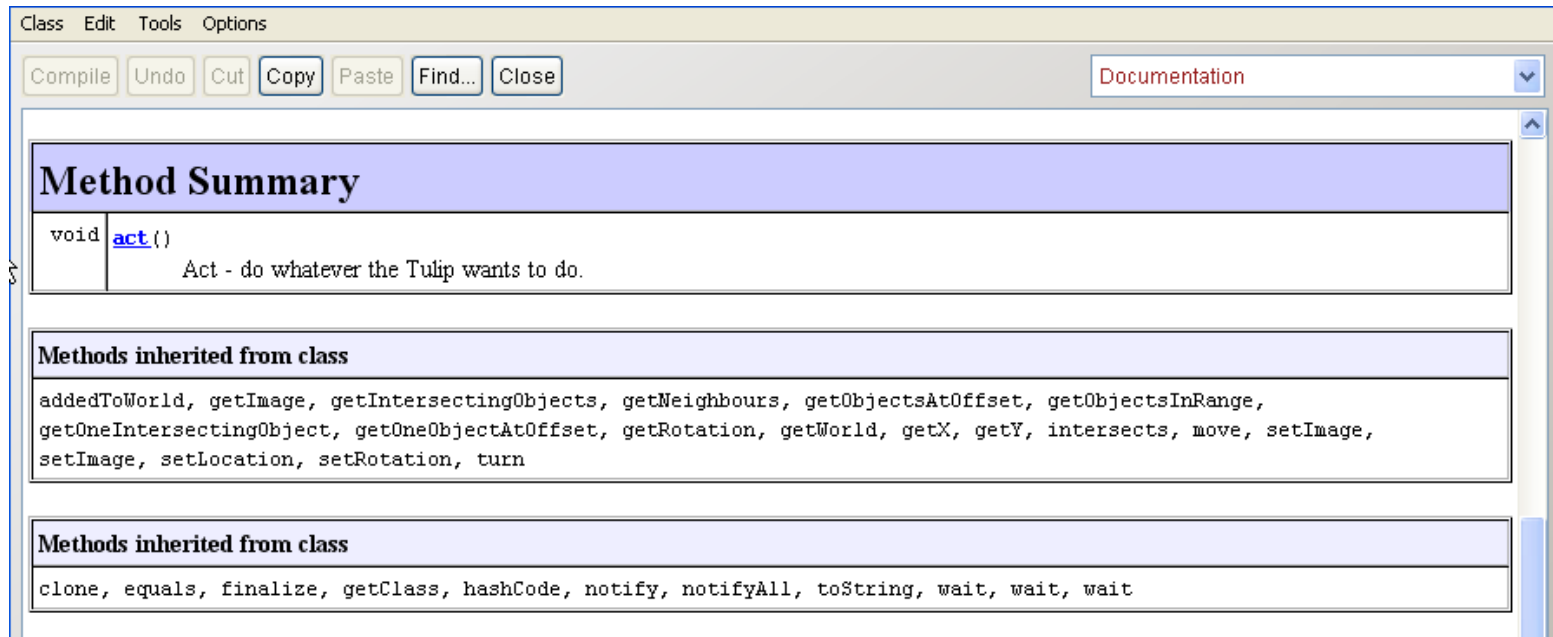 Class Edit Tools Options
Compile Undo Cut Copy Paste Find... Close Documentation
Method Summary
void act()
Act - do whatever the Tulip wants to do.
Methods inherited from class
addedToWorld, getImage, getIntersectingObjects, getNeighbours, getObjectsAtOffset, getObjectsInRange,
getOneIntersectingObject, getOneObjectAtOffset, getRotation, getWorld, getX, getY, intersects, move, setImage,
setImage, setLocation, setRotation, turn
Methods inherited from class
clone, equals, finalize, getClass, hashCode, notify, notifyAll, toString, wait, wait, wait